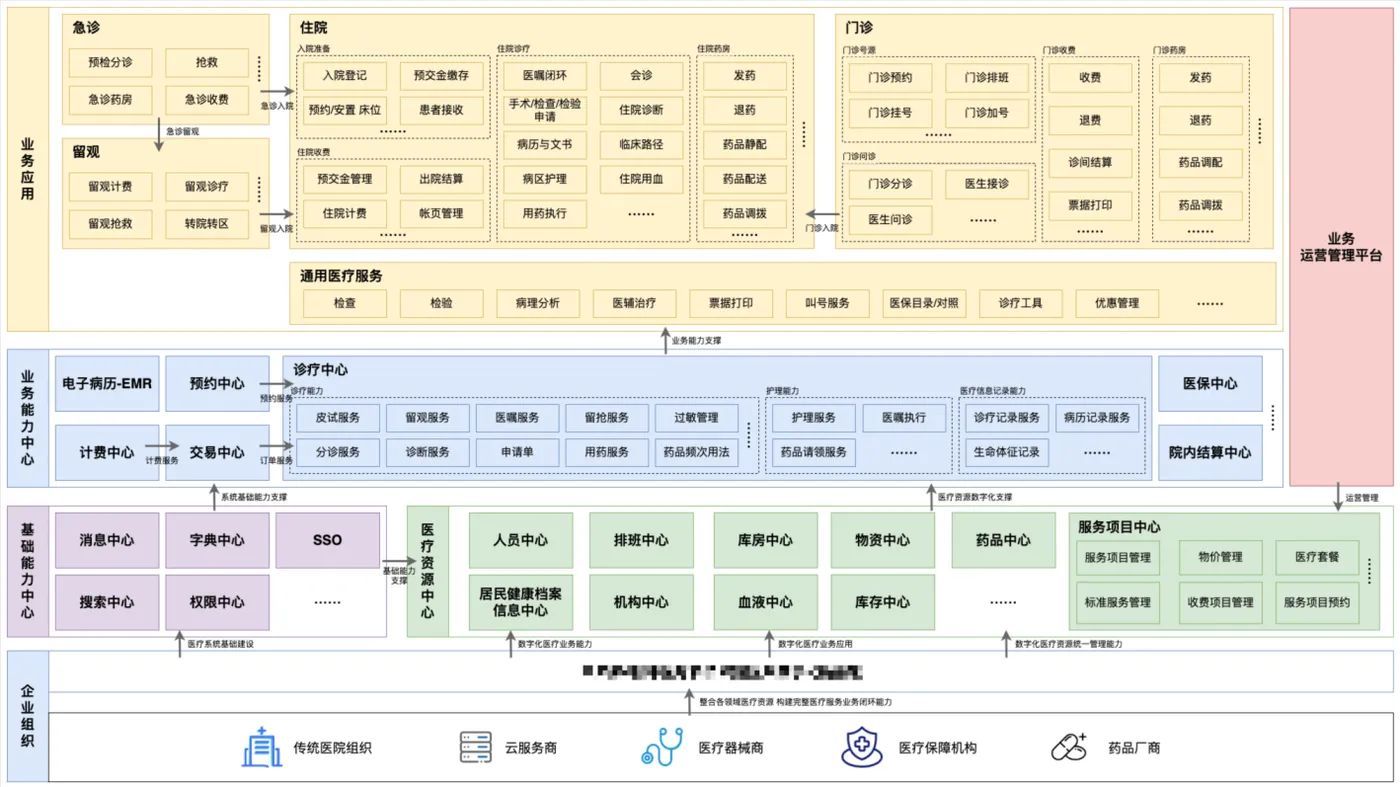 业务应用
急诊
预检分诊
抢救
急诊药房
急诊收费
急诊入院
急诊留观
留观
留观计费
留观诊疗
留观抢救
转院转区
留观入院
住院
入院准备
入院登记
预交金缴存
预约/安置 床位
患者接收
......
住院收费
预交金管理
出院结算
住院计费
帐页管理
......
住院诊疗
医嘱闭环
会诊
手术/检查/检验
申请
住院诊断
病历与文书
临床路径
病区护理
住院用血
用药执行
......
住院药房
发药
退药
药品静配
药品配送
药品调拨
......
门诊入院
门诊
门诊号源
门诊预约
门诊排班
门诊挂号
门诊加号
......
门诊问诊
门诊分诊
医生接诊
医生问诊
......
门诊收费
收费
退费
诊间结算
票据打印
......
门诊药房
发药
退药
药品调配
药品调拨
......
通用医疗服务
检查
检验
病理分析
医辅治疗
票据打印
叫号服务
医保目录/对照
诊疗工具
优惠管理
......
业务
运营管理平台
业务能力支撑
业务能力中心
电子病历-EMR
预约中心
预约服务
计费中心
计费服务
交易中心
订单服务
诊疗中心
诊疗能力
皮试服务
留观服务
医嘱服务
留抢服务
过敏管理
分诊服务
诊断服务
申请单
用药服务
药品频次用法
护理能力
护理服务
医嘱执行
药品请领服务
......
医疗信息记录能力
诊疗记录服务
病历记录服务
生命体征记录
......
医保中心
院内结算中心
系统基础能力支撑
医疗资源数字化支撑
运营管理
基础能力中心
消息中心
字典中心
SSO
搜索中心
权限中心
......
基础能力
支撑
医疗资源中心
人员中心
排班中心
库房中心
物资中心
药品中心
居民健康档案
信息中心
机构中心
血液中心
库存中心
......
服务项目中心
服务项目管理
物价管理
医疗套餐
标准服务管理
收费项目管理
服务项目预约
医疗系统基础建设
数字化医疗业务能力
数字化医疗业务应用
数字化医疗资源统一管理能力
企业组织
整合各领域医疗资源 构建完整医疗服务业务闭环能力
传统医院组织
云服务商
医疗器械商
医疗保障机构
药品厂商